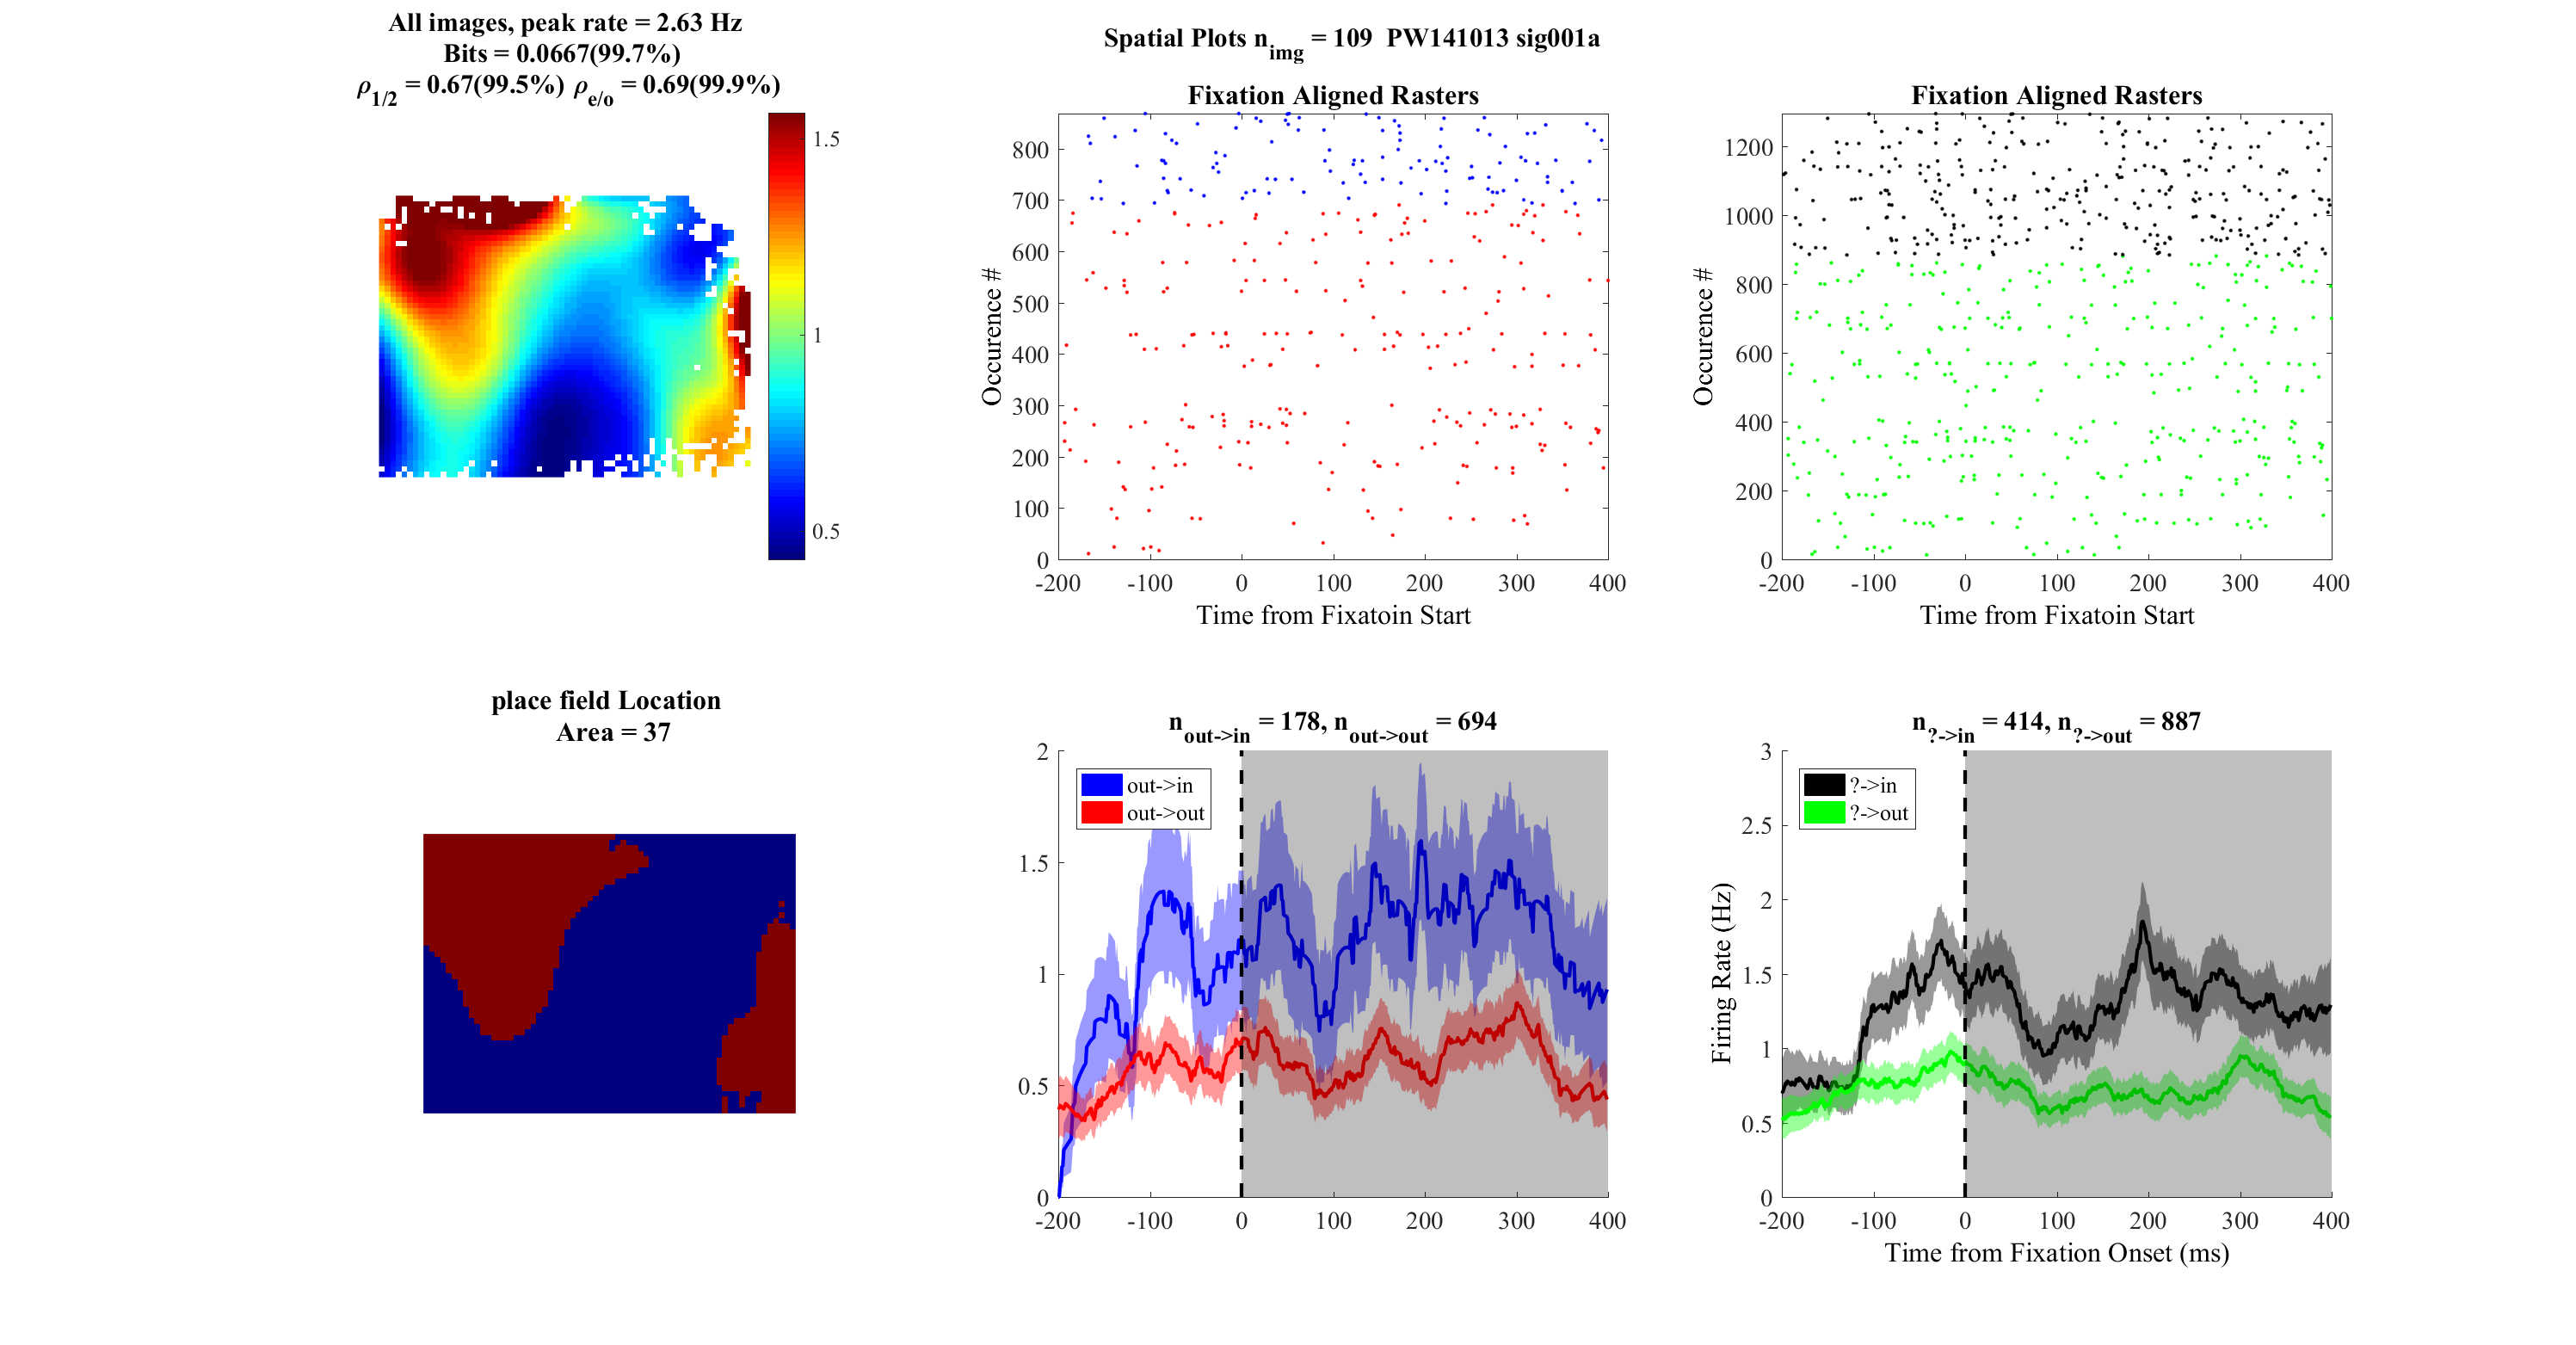 All images, peak rate = 2.63 Hz
Bits = 0.0667(99.7%)
ρ1/2 = 0.67(99.5%) ρe/o = 0.69(99.9%)
1.5
1
0.5
Spatial Plots nimg = 109 PW141013 sig001a
Fixation Aligned Rasters
800
700
600
500
400
300
200
100
0
Occurence #
-200 -100 0 100 200 300 400
Time from Fixatoin Start
Fixation Aligned Rasters
1200
1000
800
600
400
200
0
Occurence #
-200 -100 0 100 200 300 400
Time from Fixatoin Start
place field Location
Area = 37
nout->in = 178, nout->out = 694
2
1.5
1
0.5
0
out->in
out->out
-200 -100 0 100 200 300 400
n?->in = 414, n?->out = 887
3
2.5
2
1.5
1
0.5
0
Firing Rate (Hz)
?->in
?->out
-200 -100 0 100 200 300 400
Time from Fixation Onset (ms)